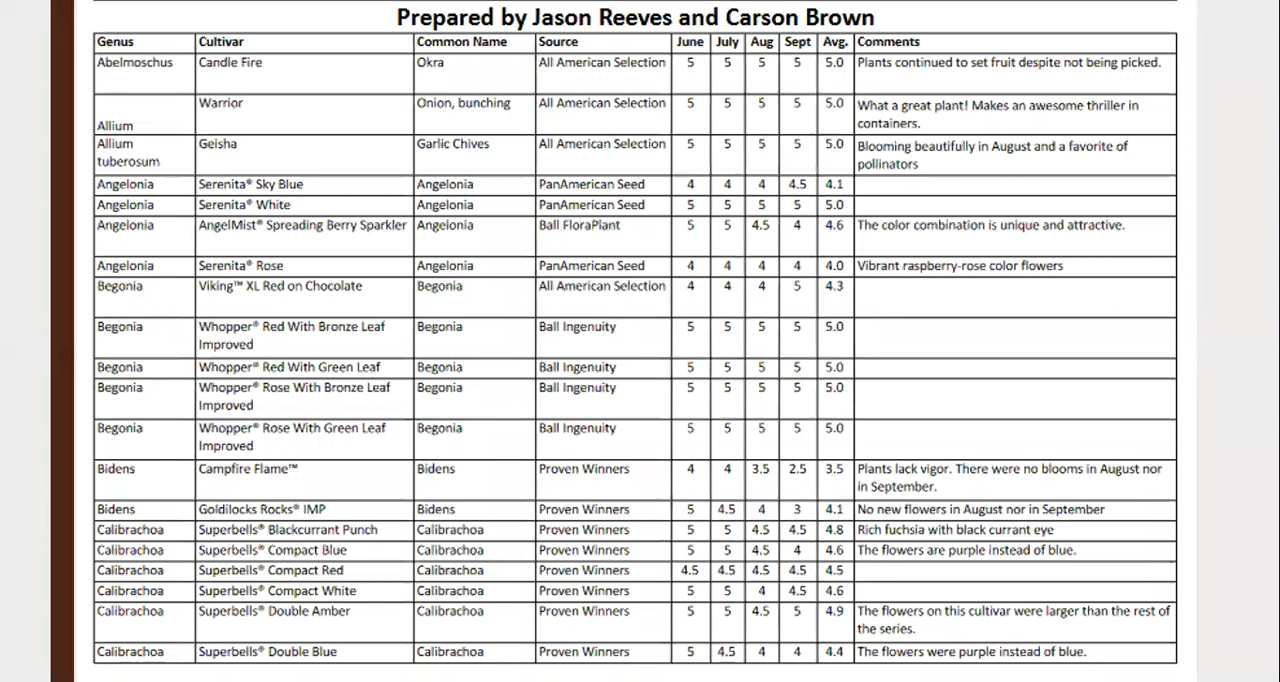 Prepared by Jason Reeves and Carson Brown
Genus Cultivar Common Name Source June July Aug Sept Avg. Comments
Abelmoschus Candle Fire Okra All American Selection 5 5 5 5 5.0 Plants continued to set fruit despite not being picked.
Allium Warrior Onion, bunching All American Selection 5 5 5 5 5.0 What a great plant! Makes an awesome thriller in
containers.
Allium Geisha Garlic Chives All American Selection 5 5 5 5 5.0 Blooming beautifully in August and a favorite of
tuberosum pollinators
Angelonia Serenita® Sky Blue Angelonia PanAmerican Seed 4 4 4 4.5 4.1
Angelonia Serenita® White Angelonia PanAmerican Seed 5 5 5 5 5.0
Angelonia AngelMist® Spreading Berry Sparkler Angelonia Ball FloraPlant 5 5 4.5 4 4.6 The color combination is unique and attractive.
Angelonia Serenita® Rose Angelonia PanAmerican Seed 4 4 4 4 4.0 Vibrant raspberry-rose color flowers
Begonia Viking™ XL Red on Chocolate Begonia All American Selection 4 4 4 5 4.3
Begonia Whopper® Red With Bronze Leaf Begonia Ball Ingenuity 5 5 5 5 5.0
Improved
Begonia Whopper® Red With Green Leaf Begonia Ball Ingenuity 5 5 5 5 5.0
Begonia Whopper® Rose With Bronze Leaf Begonia Ball Ingenuity 5 5 5 5 5.0
Improved
Begonia Whopper® Rose With Green Leaf Begonia Ball Ingenuity 5 5 5 5 5.0
Improved
Bidens Campfire Flame™ Bidens Proven Winners 4 4 3.5 2.5 3.5 Plants lack vigor. There were no blooms in August nor
in September.
Bidens Goldilocks Rocks® IMP Bidens Proven Winners 5 4.5 4 3 4.1 No new flowers in August nor in September
Calibrachoa Superbells® Blackcurrant Punch Calibrachoa Proven Winners 5 5 4.5 4.5 4.8 Rich fuchsia with black currant eye
Calibrachoa Superbells® Compact Blue Calibrachoa Proven Winners 5 5 4.5 4 4.6 The flowers are purple instead of blue.
Calibrachoa Superbells® Compact Red Calibrachoa Proven Winners 4.5 4.5 4.5 4.5 4.5
Calibrachoa Superbells® Compact White Calibrachoa Proven Winners 5 5 4 4.5 4.6
Calibrachoa Superbells® Double Amber Calibrachoa Proven Winners 5 5 4.5 5 4.9 The flowers on this cultivar were larger than the rest of
the series.
Calibrachoa Superbells® Double Blue Calibrachoa Proven Winners 5 4.5 4 4 4.4 The flowers were purple instead of blue.